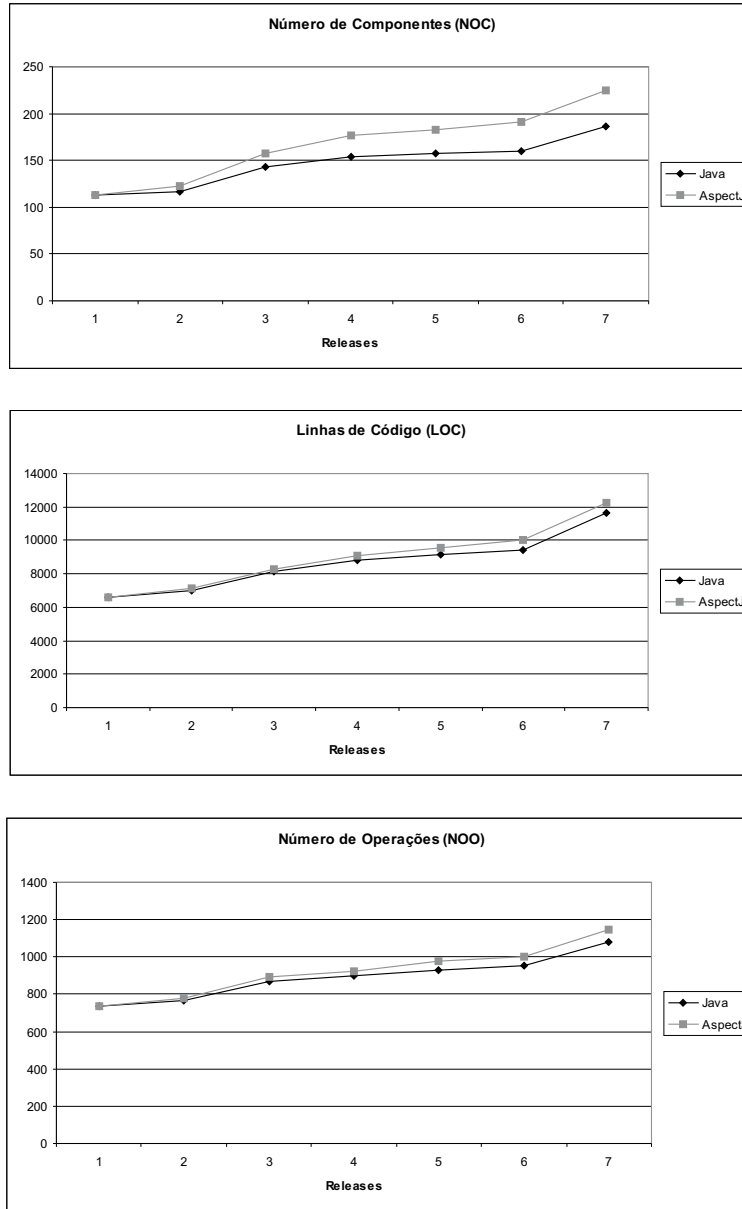 Número de Componentes (NOC)
250
200
150
100
50
0
1 2 3 4 5 6 7
Releases
Java
AspectJ
Linhas de Código (LOC)
14000
12000
10000
8000
6000
4000
2000
0
1 2 3 4 5 6 7
Releases
Java
AspectJ
Número de Operações (NOO)
1400
1200
1000
800
600
400
200
0
1 2 3 4 5 6 7
Releases
Java
AspectJ